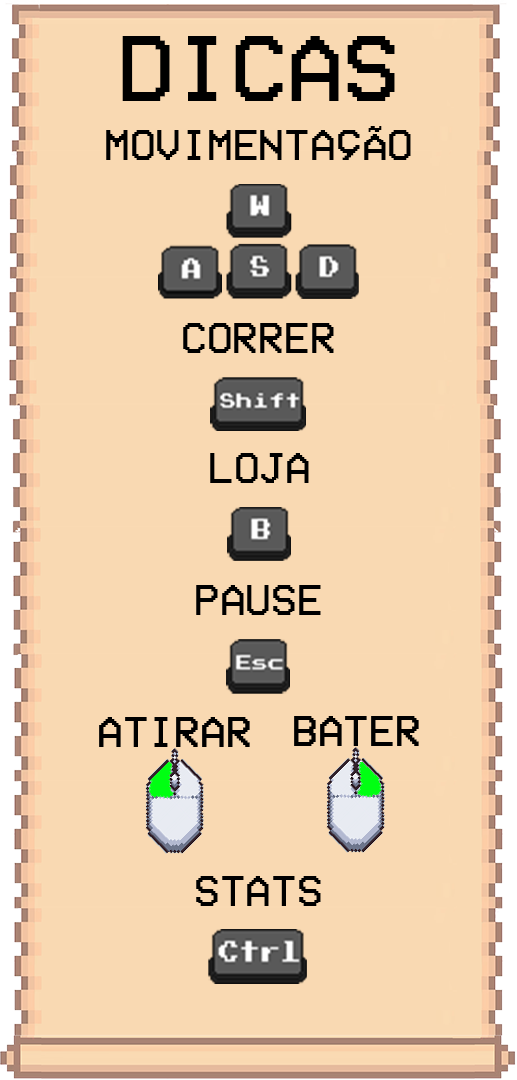 DICAS
MOVIMENTAÇÃO
W
A S D
CORRER
Shift
LOJA
B
PAUSE
Esc
ATIRAR BATER
STATS
Ctrl